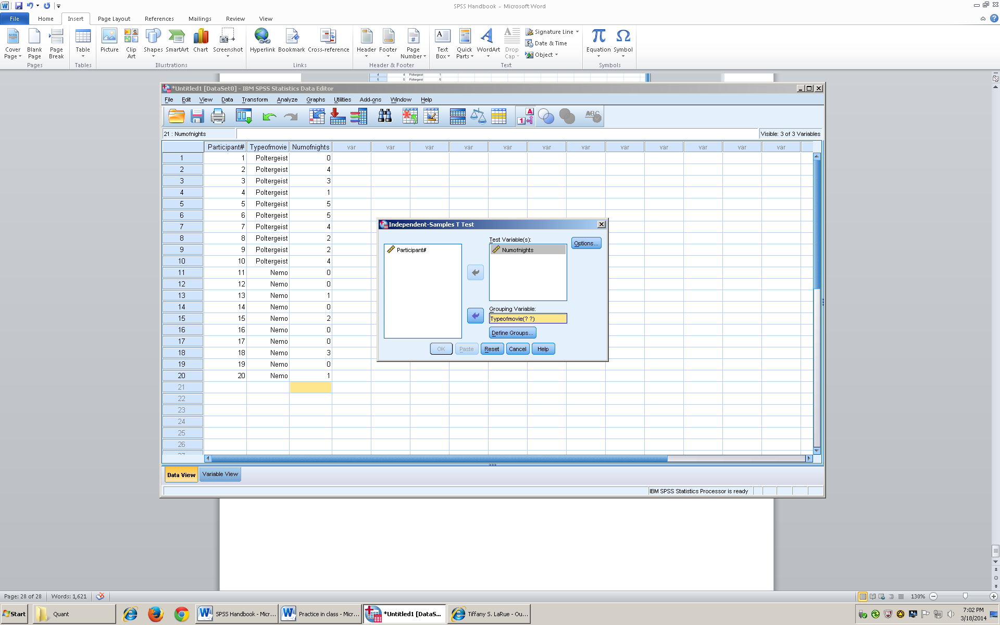 SPSS Handbook - Microsoft Word
File Home Insert Page Layout References Mailings Review View
Cover Page
Blank Page
Page Break
Table
Picture
Clip Art
Shapes
SmartArt
Chart
Screenshot
Hyperlink
Bookmark
Cross-reference
Header
Footer
Page Number
Text Box
Quick Parts
WordArt
Drop Cap
Signature Line
Date & Time
Object
Equation
Symbol
Pages Tables Illustrations Links Header & Footer Text Symbols
4 4 Poltergeist 1
5 5 Poltergeist 5
*Untitled1 [DataSet0] - IBM SPSS Statistics Data Editor
File Edit View Data Transform Analyze Graphs Utilities Add-ons Window Help
21 : Numofnights
Visible: 3 of 3 Variables
Participant# Typeofmovie Numofnights var var var var var var var var var var var var
1 1 Poltergeist 0
2 2 Poltergeist 4
3 3 Poltergeist 3
4 4 Poltergeist 1
5 5 Poltergeist 5
6 6 Poltergeist 5
7 7 Poltergeist 4
8 8 Poltergeist 2
9 9 Poltergeist 2
10 10 Poltergeist 4
11 11 Nemo 0
12 12 Nemo 0
13 13 Nemo 1
14 14 Nemo 0
15 15 Nemo 2
16 16 Nemo 0
17 17 Nemo 0
18 18 Nemo 3
19 19 Nemo 0
20 20 Nemo 1
21
22
23
24
25
26
Independent-Samples T Test
Participant#
Test Variable(s):
Numofnights
Options...
Grouping Variable:
Typeofmovie(? ?)
Define Groups...
OK Paste Reset Cancel Help
Data View Variable View
IBM SPSS Statistics Processor is ready
Page: 28 of 28 Words: 1,621
130%
Start
Quant
SPSS Handbook - Micr...
Practice in class - Micr...
*Untitled1 [DataS...
Tiffany S. LaRue - Ou...
7:02 PM
3/18/2014